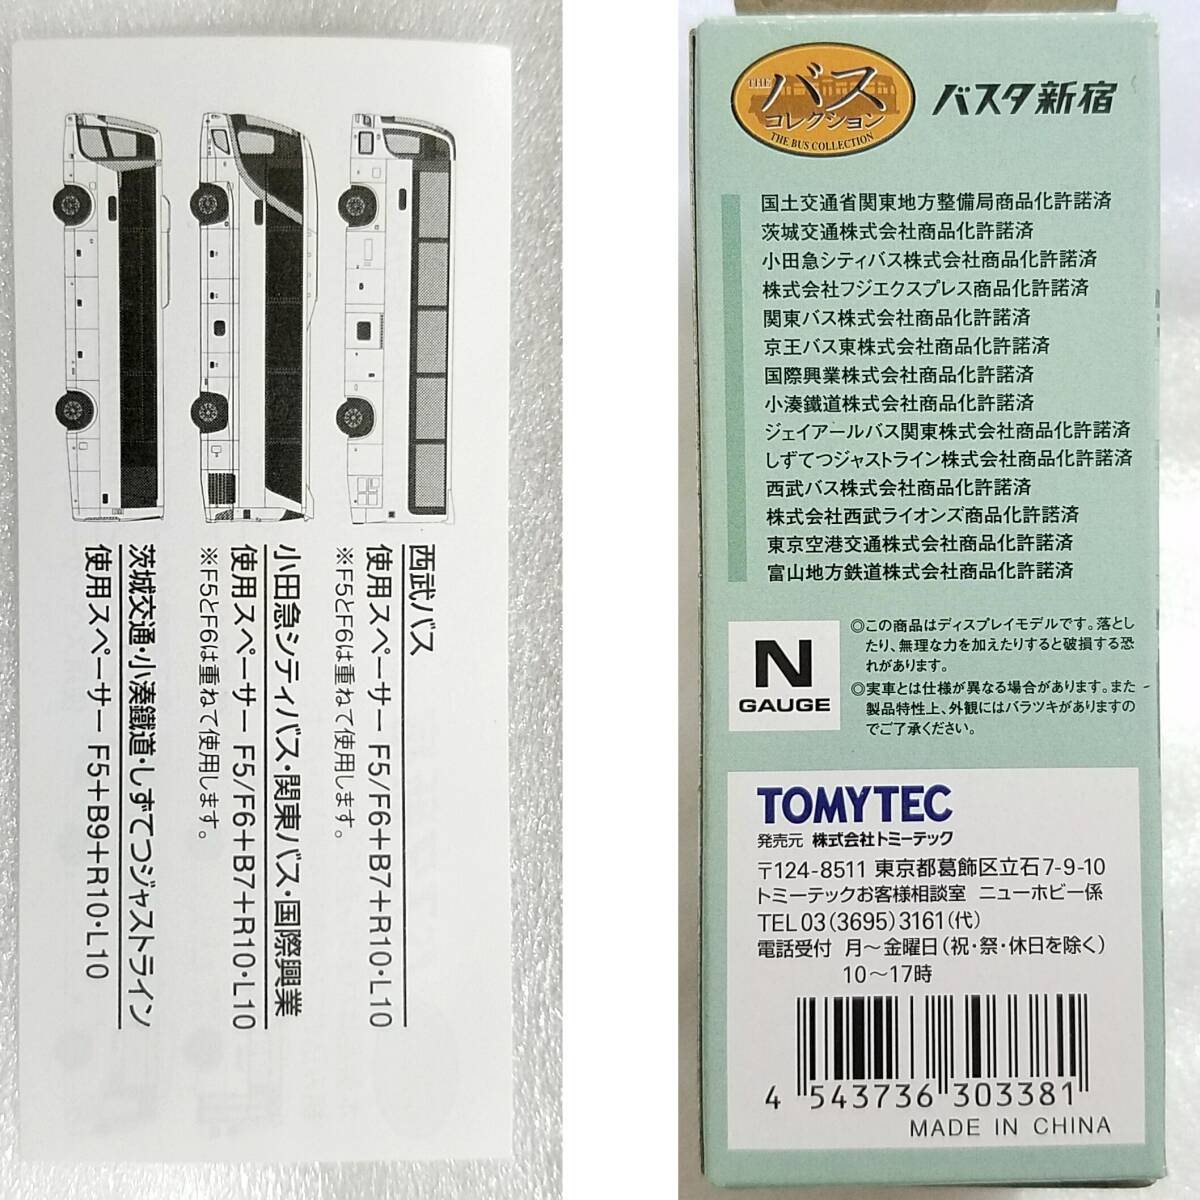 西武バス
使用スペーサー F5/F6+B7+R10・L10
※F5とF6は重ねて使用します。
小田急シティバス・関東バス・国際興業
使用スペーサー F5/F6+B7+R10・L10
※F5とF6は重ねて使用します。
茨城交通・小湊鐵道・しずてつジャストライン
使用スペーサー F5+B9+R10・L10
THE
バス
コレクション
THE BUS COLLECTION
バスタ新宿
国土交通省関東地方整備局商品化許諾済
茨城交通株式会社商品化許諾済
小田急シティバス株式会社商品化許諾済
株式会社フジエクスプレス商品化許諾済
関東バス株式会社商品化許諾済
京王バス東株式会社商品化許諾済
国際興業株式会社商品化許諾済
小湊鐵道株式会社商品化許諾済
ジェイアールバス関東株式会社商品化許諾済
しずてつジャストライン株式会社商品化許諾済
西武バス株式会社商品化許諾済
株式会社西武ライオンズ商品化許諾済
東京空港交通株式会社商品化許諾済
富山地方鉄道株式会社商品化許諾済
N
GAUGE
◎この商品はディスプレイモデルです。落とし
たり、無理な力を加えたりすると破損する恐
れがあります。
◎実車とは仕様が異なる場合があります。また
製品特性上、外観にはバラツキがありますの
でご了承ください。
TOMYTEC
発売元 株式会社トミーテック
〒124-8511 東京都葛飾区立石7-9-10
トミーテックお客様相談室 ニューホビー係
TEL 03(3695)3161(代)
電話受付 月～金曜日(祝・祭・休日を除く)
10～17時
4 543736 303381
MADE IN CHINA